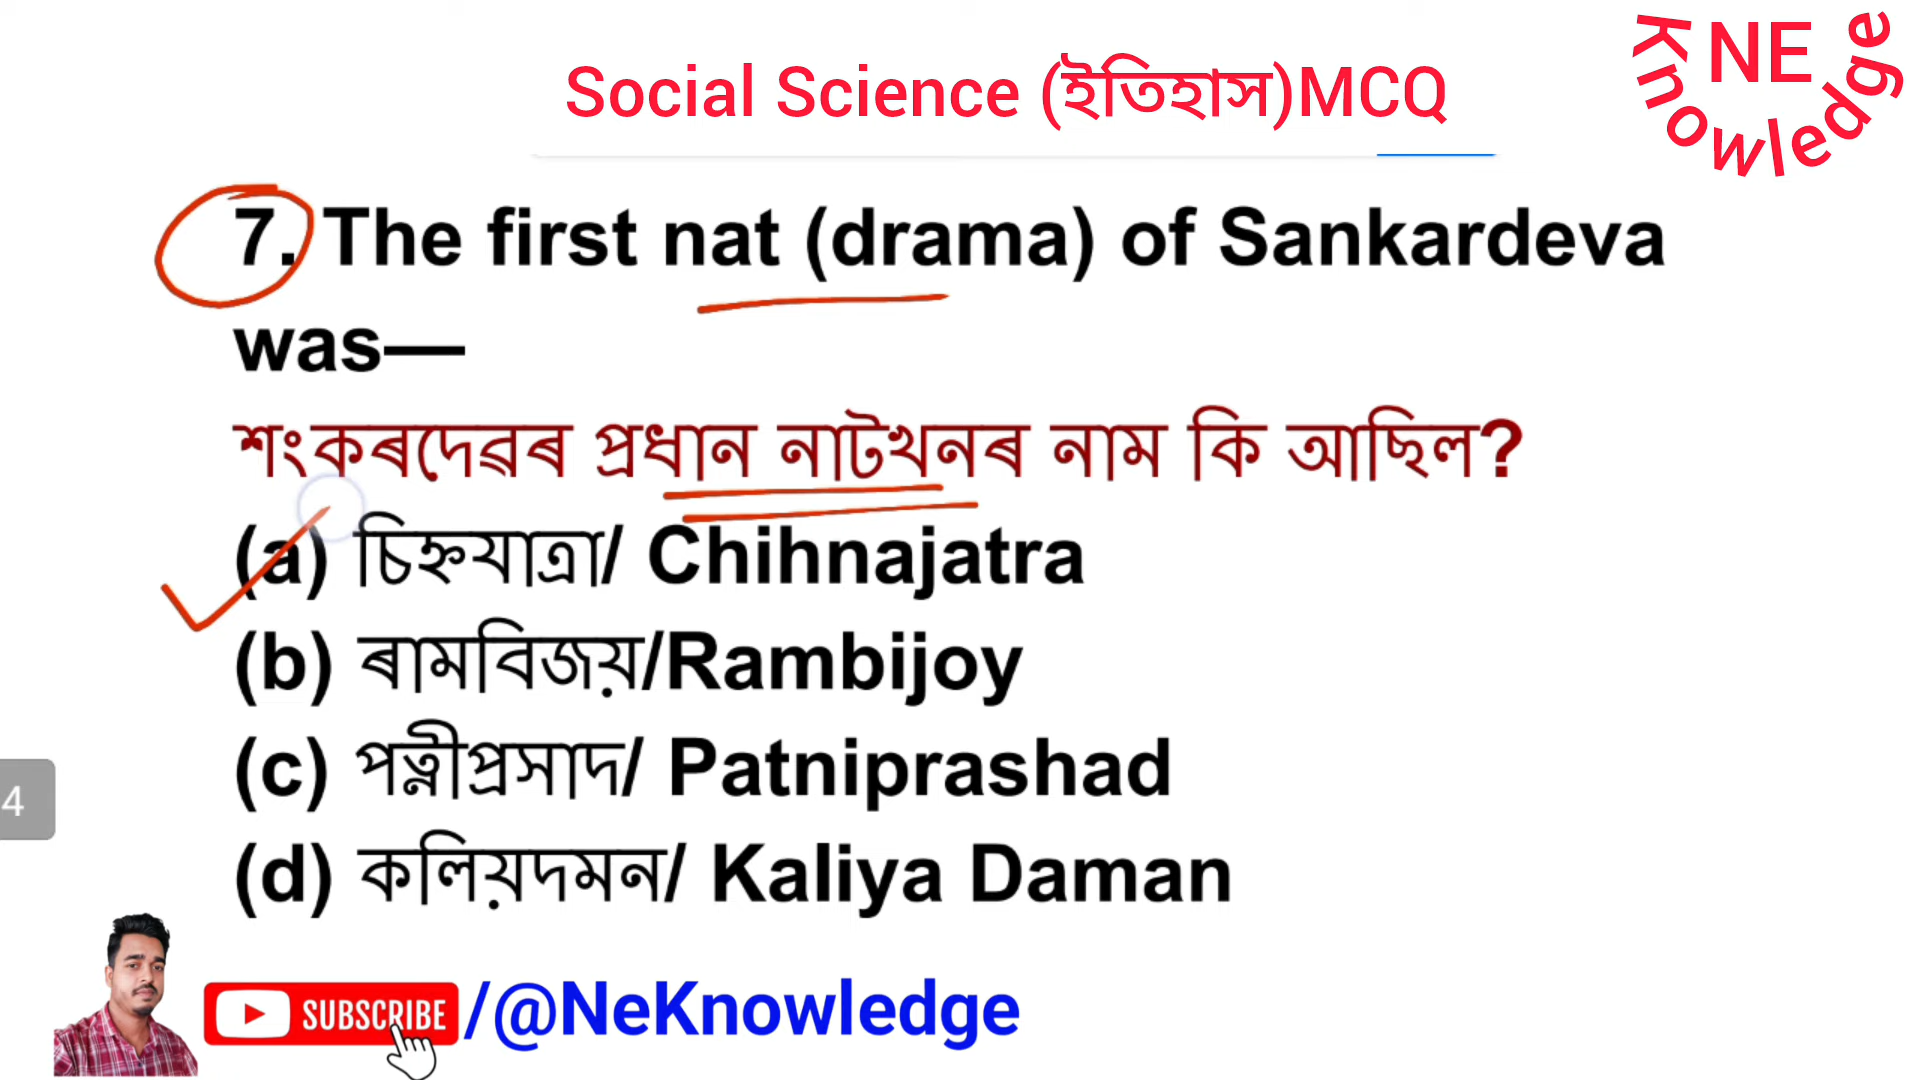 Social Science (ইতিহাস)MCQ
NE
Knowledge
7. The first nat (drama) of Sankardeva
was—
শংকৰদেৱৰ প্ৰধান নাটখনৰ নাম কি আছিল?
(a) চিহ্নযাত্ৰা/ Chihnajatra
(b) ৰামবিজয়/Rambijoy
(c) পত্নীপ্ৰসাদ/ Patniprashad
(d) কলিয়দমন/ Kaliya Daman
4
SUBSCRIBE /@NeKnowledge